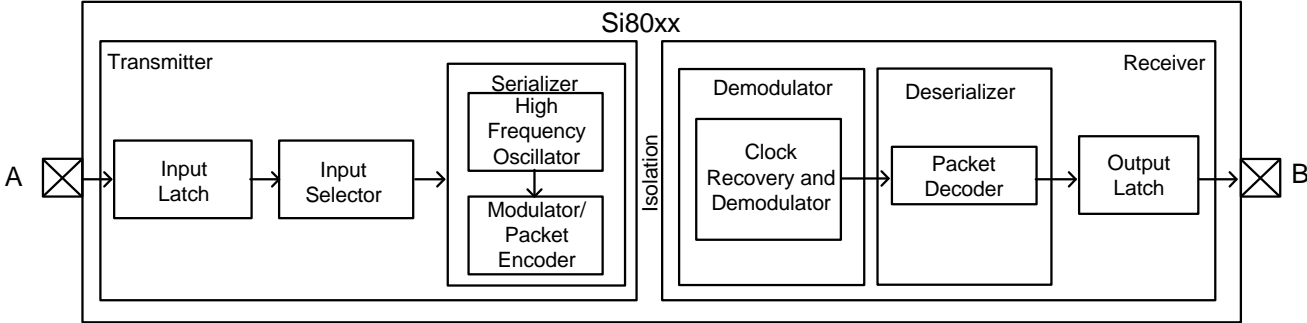 Si80xx
Transmitter
Receiver
Serializer
High
Frequency
Oscillator
Modulator/
Packet
Encoder
A
Input
Latch
Input
Selector
Isolation
Demodulator
Clock
Recovery and
Demodulator
Deserializer
Packet
Decoder
Output
Latch
B